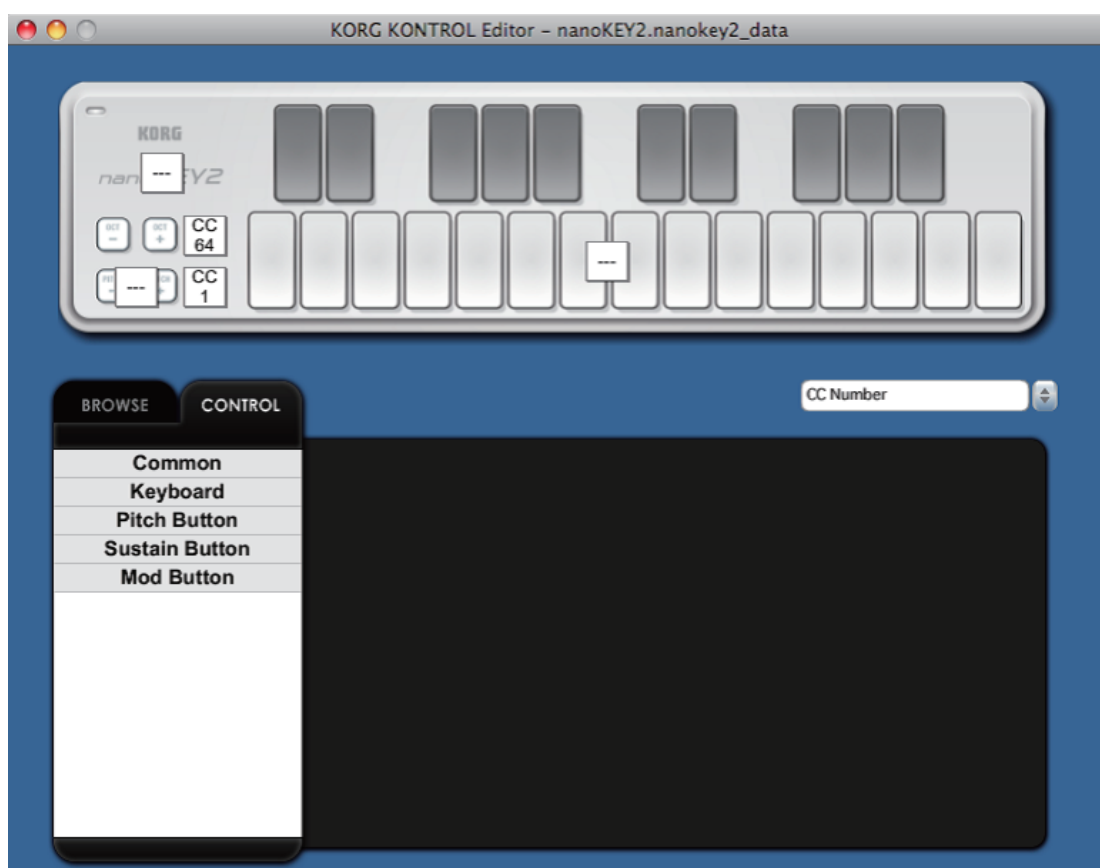 KORG KONTROL Editor – nanoKEY2.nanokey2_data
KORG
---
nan EY2
OCT
−
OCT
+
CC
64
---
CC
1
---
BROWSE
CONTROL
CC Number
Common
Keyboard
Pitch Button
Sustain Button
Mod Button